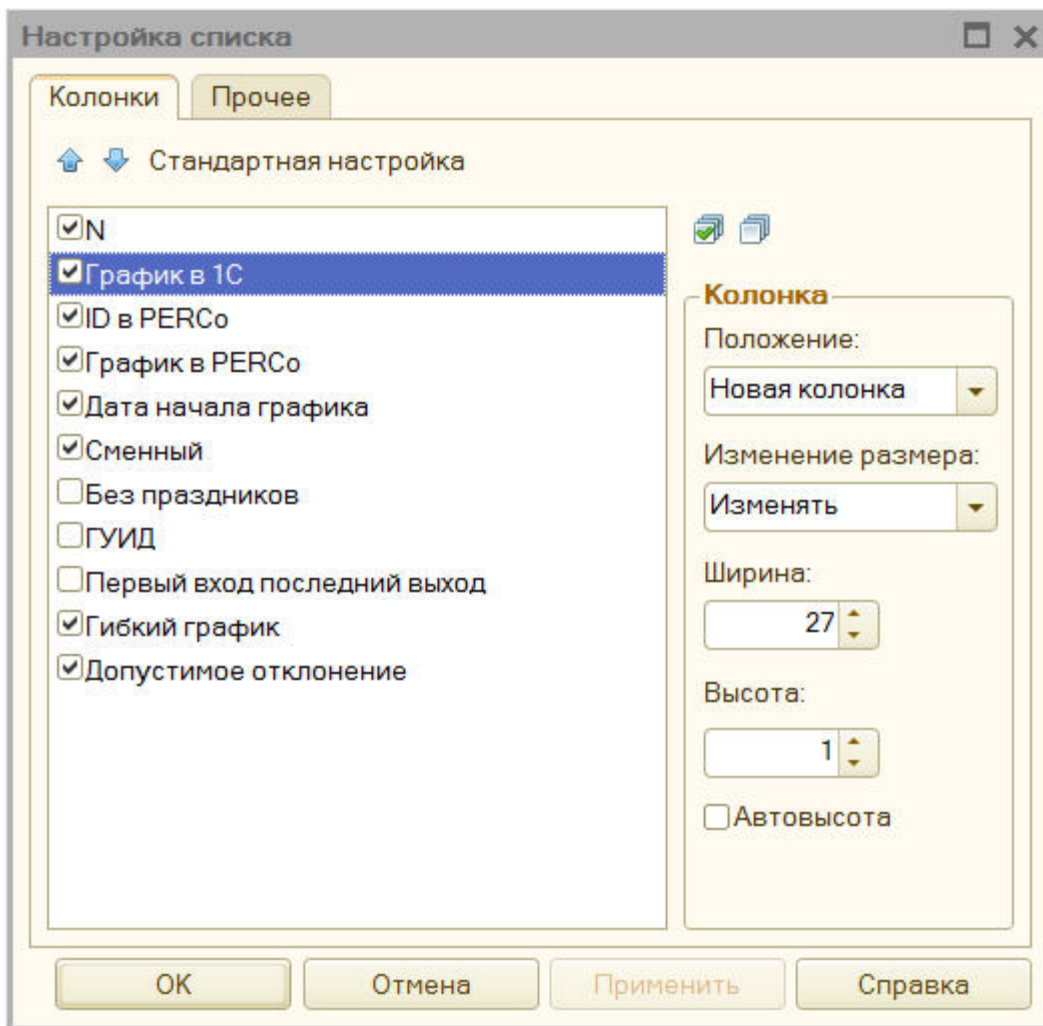 Настройка списка
Колонки
Прочее
Стандартная настройка
N
График в 1С
ID в PERCo
График в PERCo
Дата начала графика
Сменный
Без праздников
ГУИД
Первый вход последний выход
Гибкий график
Допустимое отклонение
Колонка
Положение:
Новая колонка
Изменение размера:
Изменять
Ширина:
27
Высота:
1
Автовысота
OK
Отмена
Применить
Справка